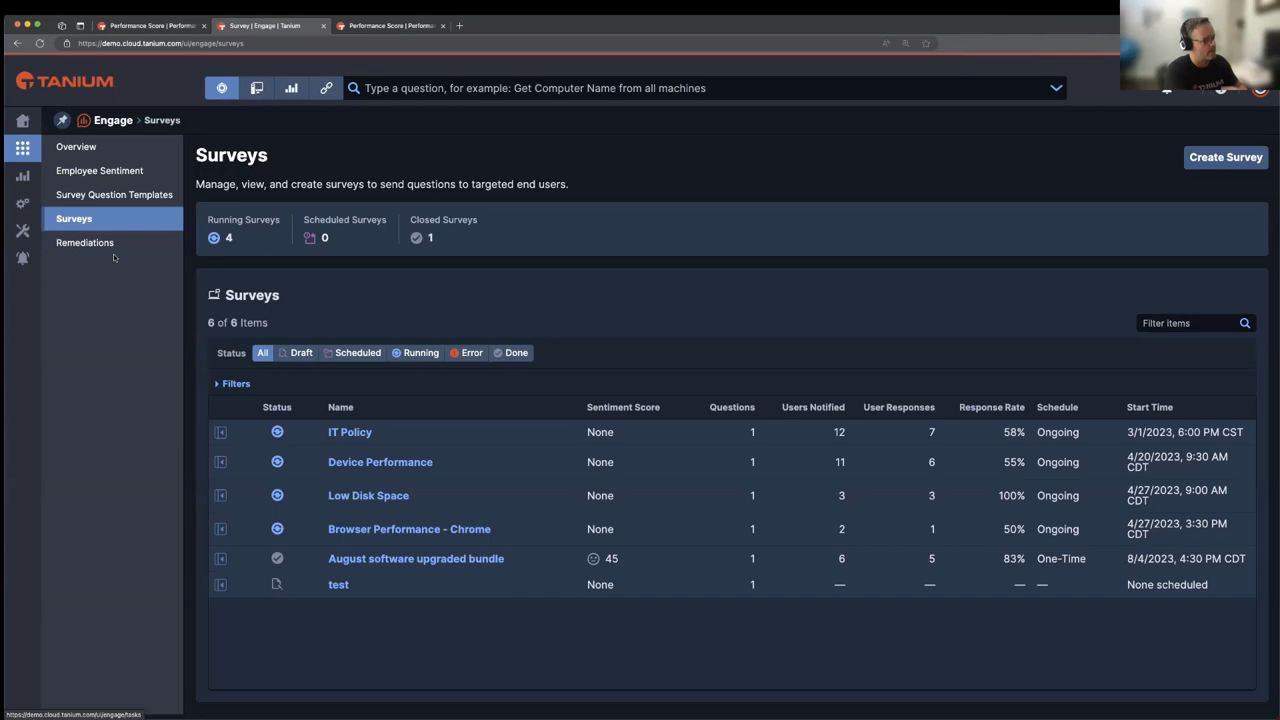 Performance Score | Performa
Survey | Engage | Tanium
Performance Score | Performa
https://demo.cloud.tanium.com/ui/engage/surveys
TANIUM
Type a question, for example: Get Computer Name from all machines
Engage > Surveys
Overview
Employee Sentiment
Survey Question Templates
Surveys
Remediations
Surveys
Create Survey
Manage, view, and create surveys to send questions to targeted end users.
Running Surveys Scheduled Surveys Closed Surveys
4 0 1
Surveys
6 of 6 Items
Filter items
Status All Draft Scheduled Running Error Done
Filters
Status Name Sentiment Score Questions Users Notified User Responses Response Rate Schedule Start Time
IT Policy None 1 12 7 58% Ongoing 3/1/2023, 6:00 PM CST
Device Performance None 1 11 6 55% Ongoing 4/20/2023, 9:30 AM CDT
Low Disk Space None 1 3 3 100% Ongoing 4/27/2023, 9:00 AM CDT
Browser Performance - Chrome None 1 2 1 50% Ongoing 4/27/2023, 3:30 PM CDT
August software upgraded bundle 45 1 6 5 83% One-Time 8/4/2023, 4:30 PM CDT
test None 1 — — — — None scheduled
https://demo.cloud.tanium.com/ui/engage/tasks